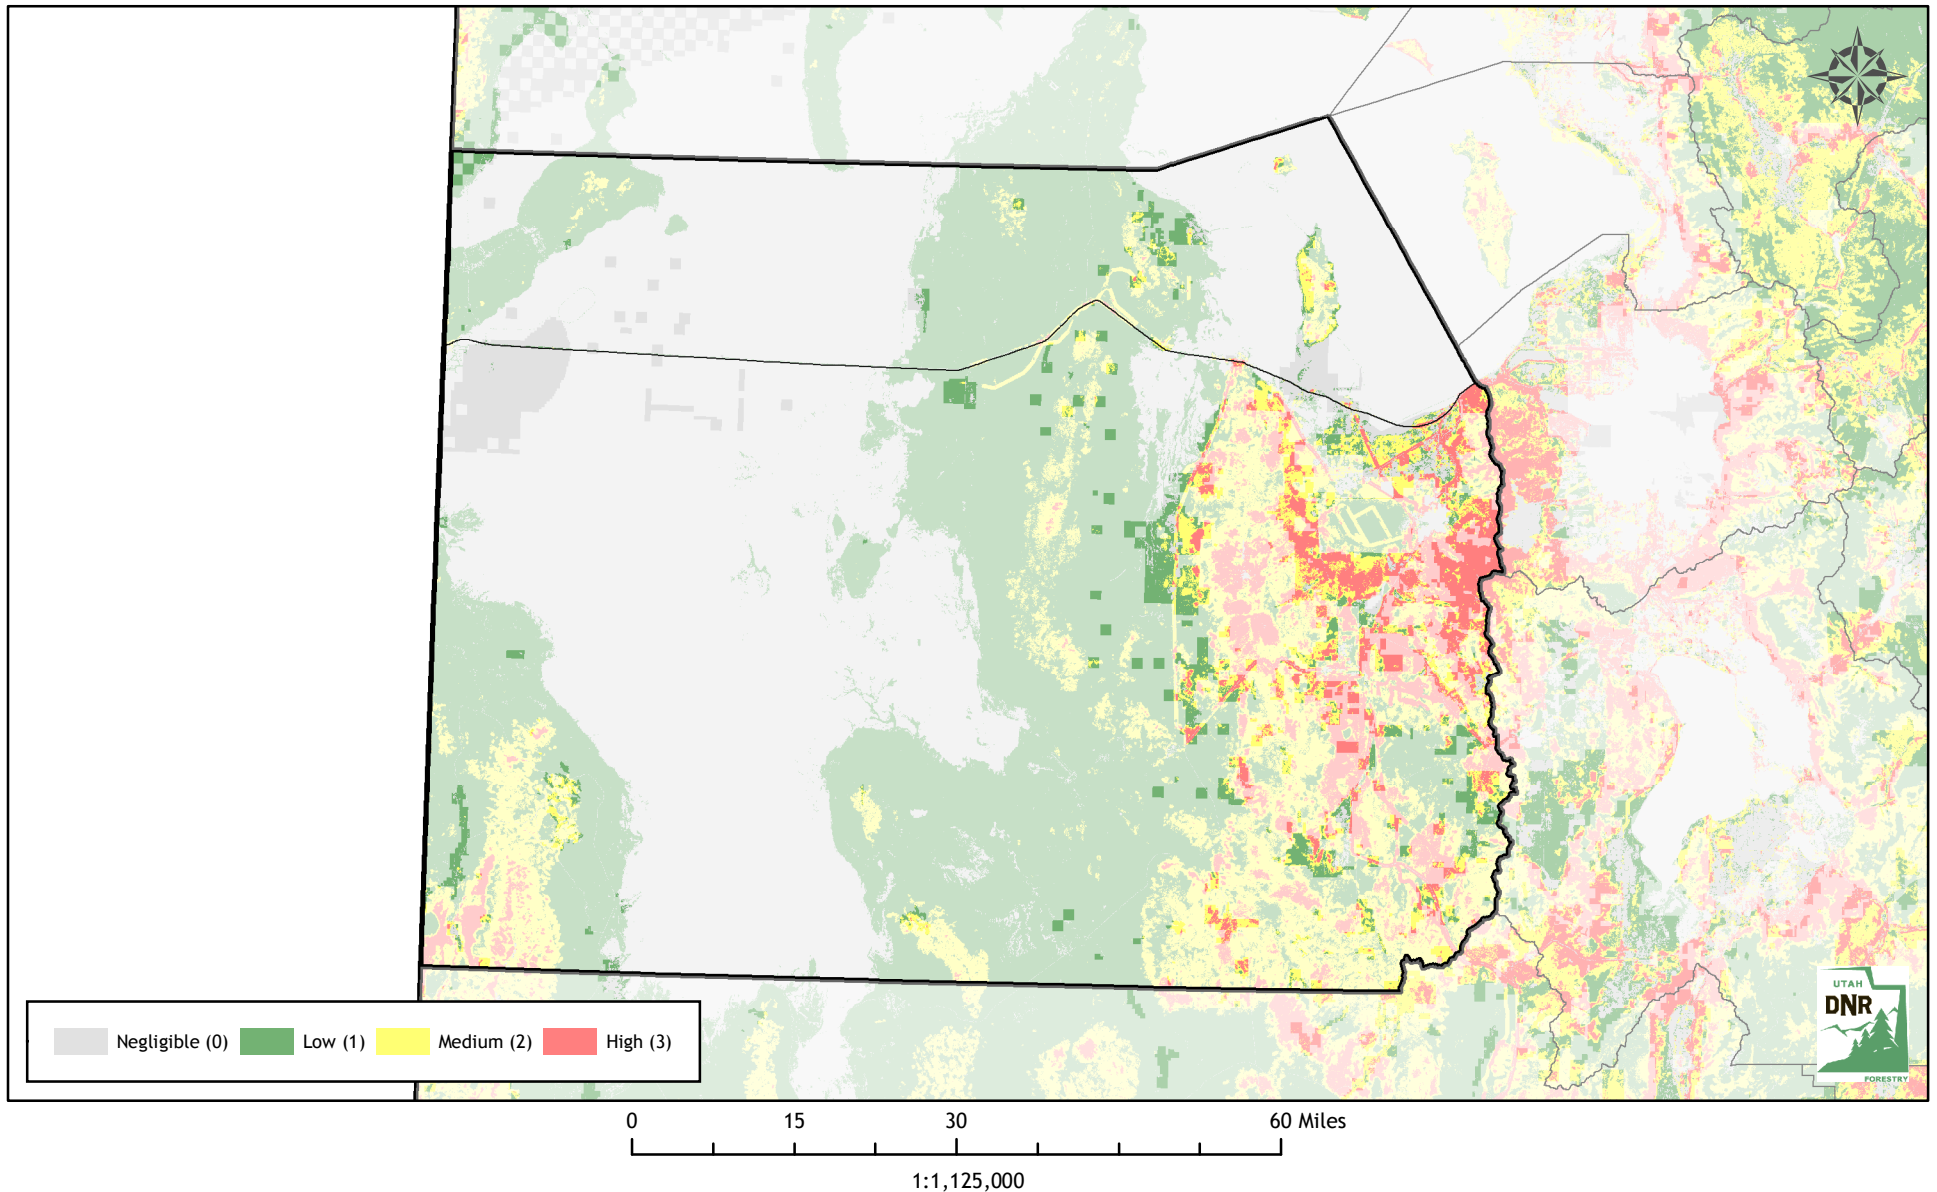 UTAH
DNR
FORESTRY
Negligible (0) Low (1) Medium (2) High (3)
0 15 30 60 Miles
1:1,125,000